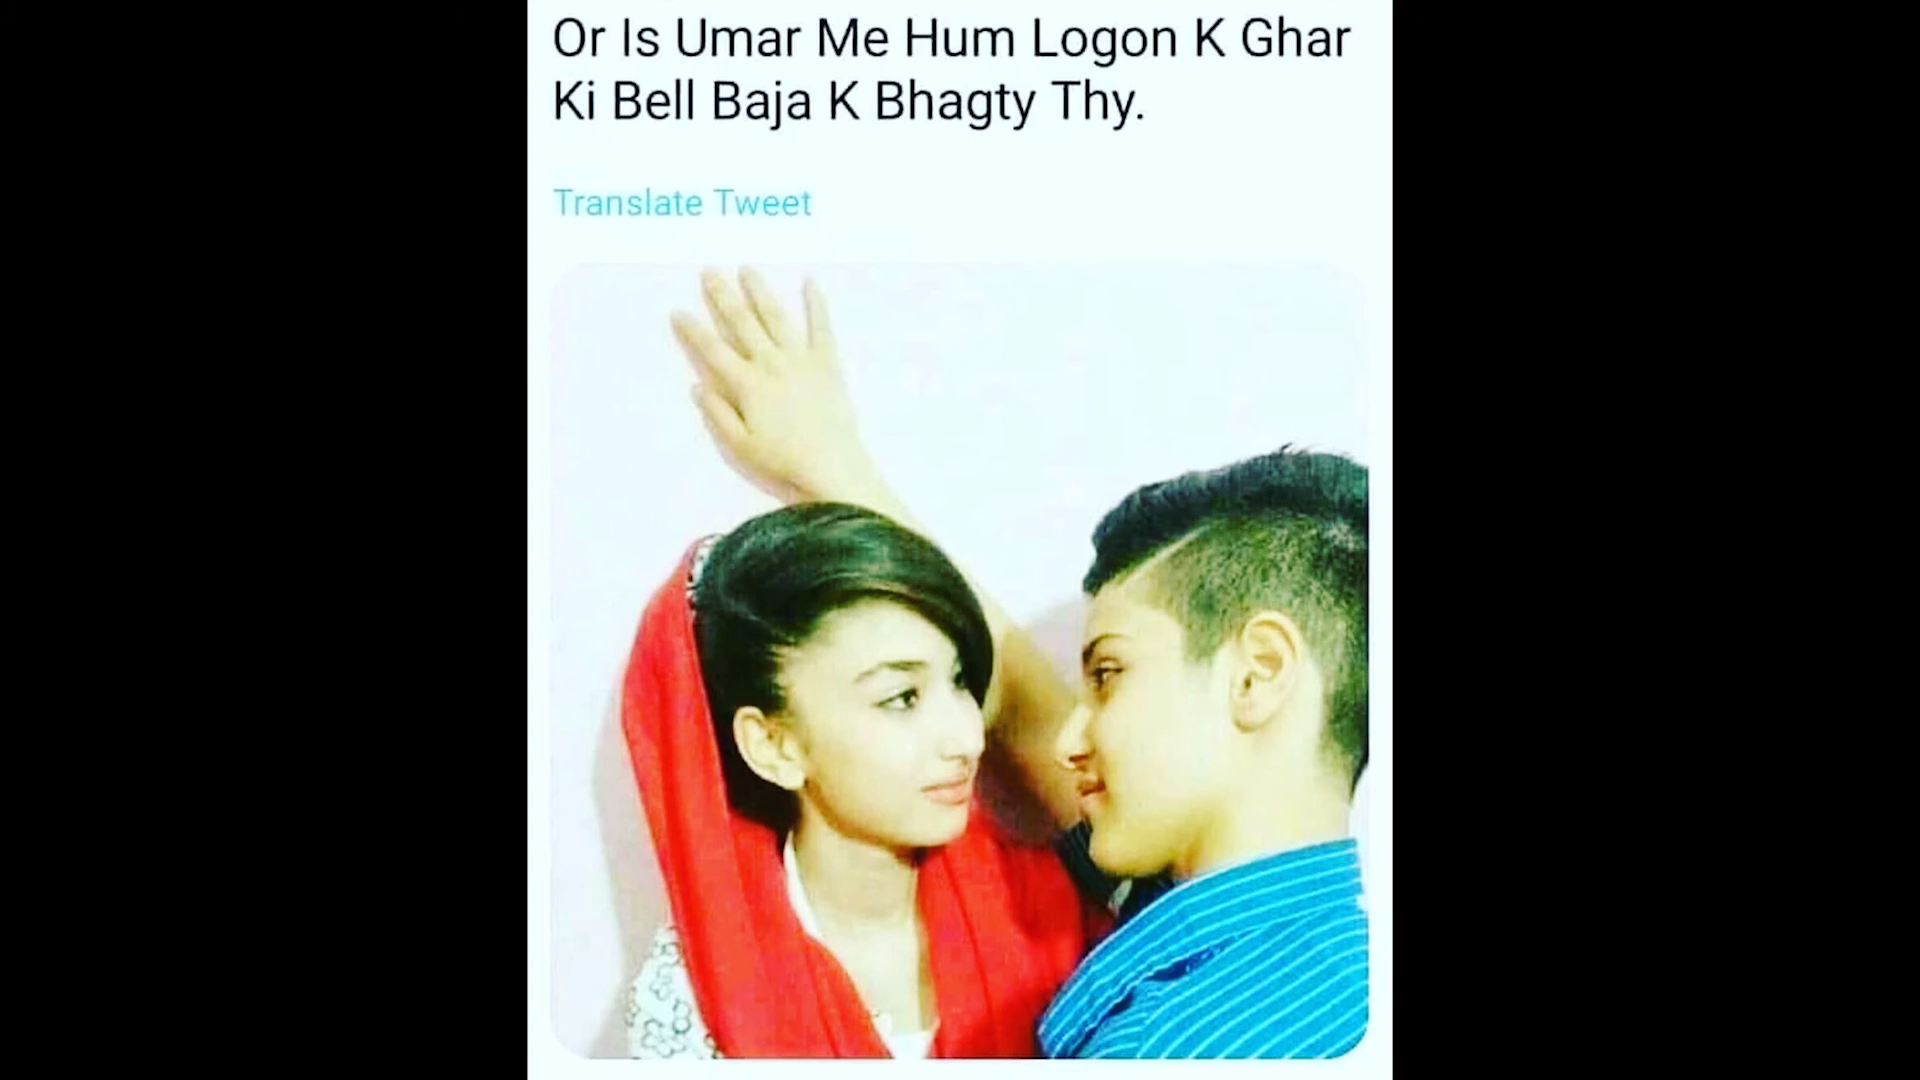 Or Is Umar Me Hum Logon K Ghar
Ki Bell Baja K Bhagty Thy.
Translate Tweet